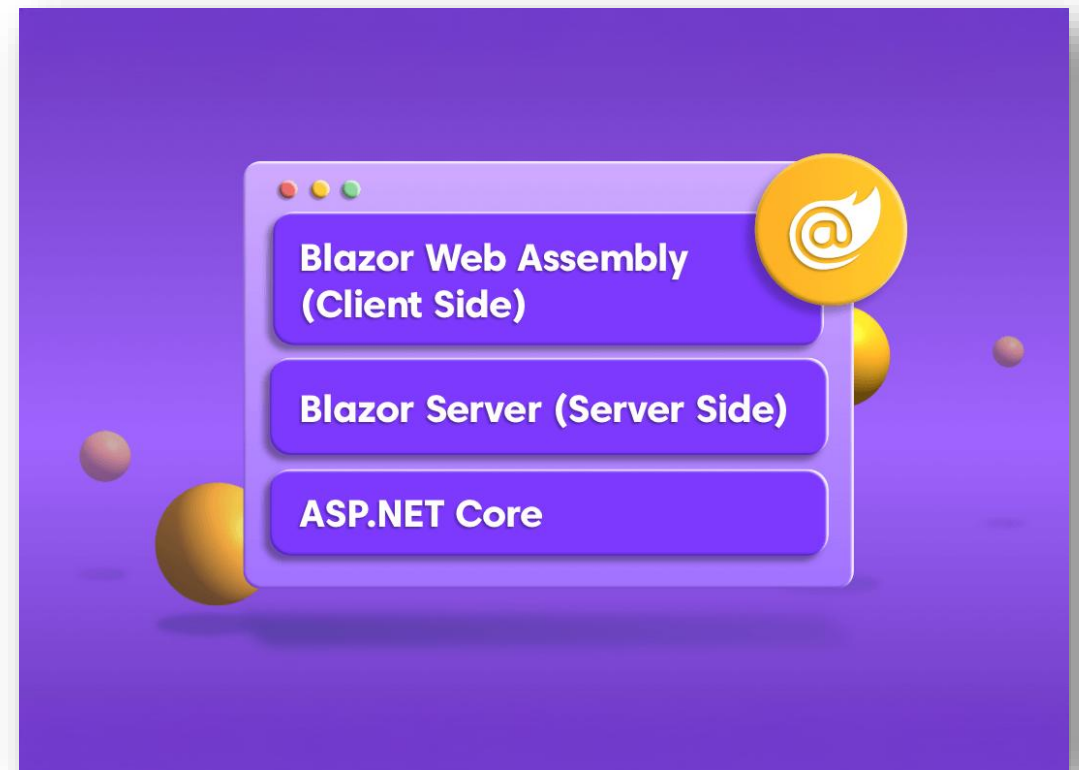 Blazor Web Assembly
(Client Side)
Blazor Server (Server Side)
ASP.NET Core